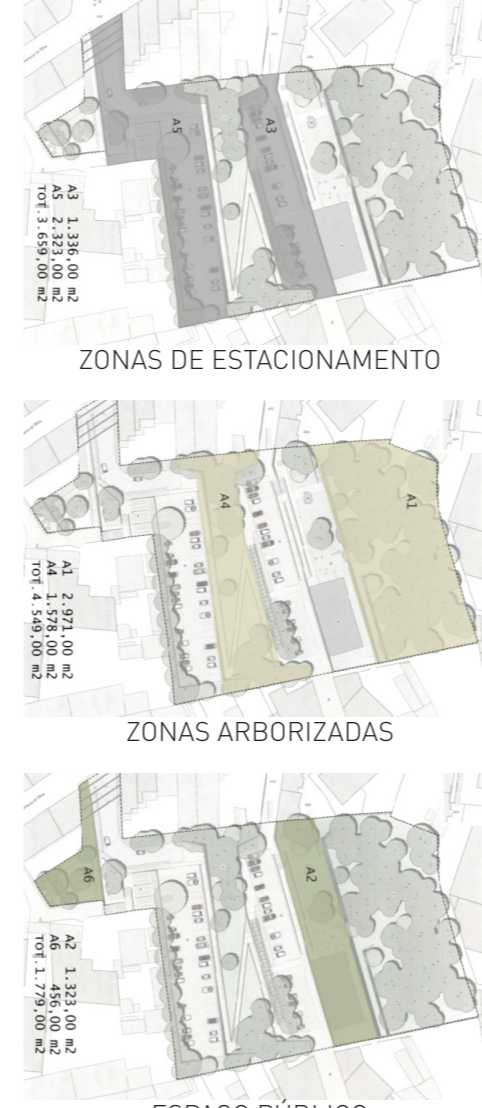 A5
A3
A3 1.336,00 m2
A5 2.323,00 m2
TOT.3.659,00 m2
ZONAS DE ESTACIONAMENTO
A4
A1
A1 2.971,00 m2
A4 1.578,00 m2
TOT.4.549,00 m2
ZONAS ARBORIZADAS
A6
A2
A2 1.323,00 m2
A6 456,00 m2
TOT.1.779,00 m2
ESPAÇO PÚBLICO